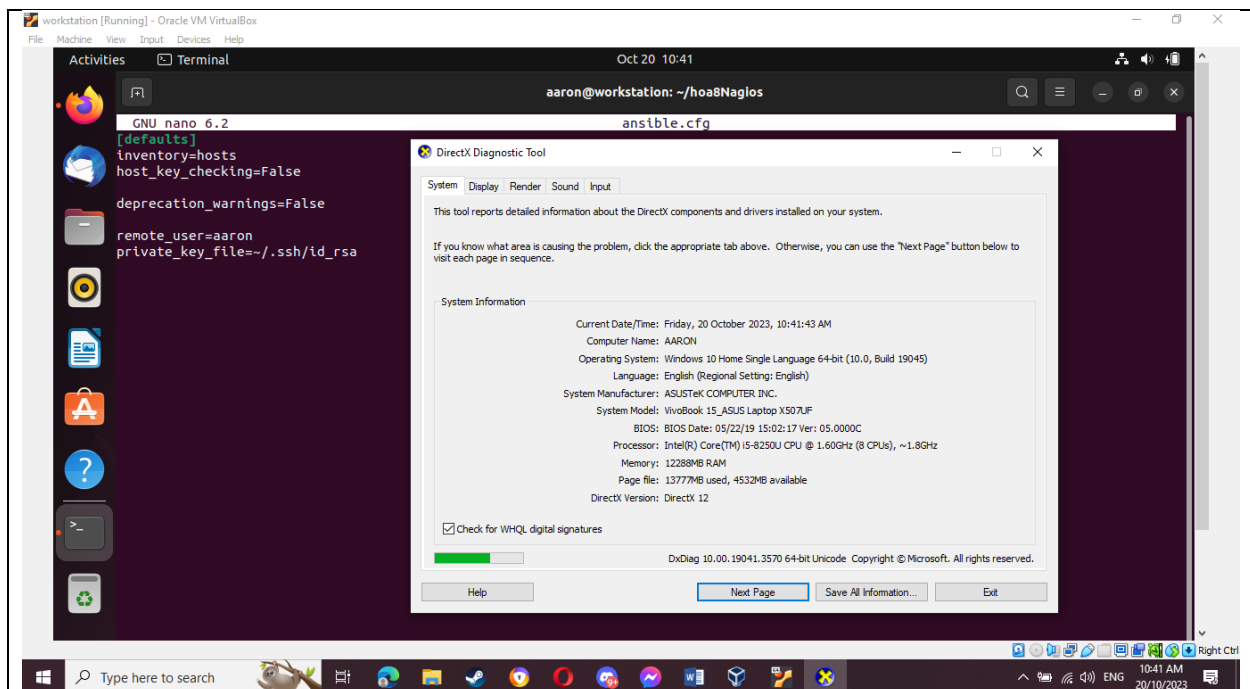 workstation [Running] - Oracle VM VirtualBox
File Machine View Input Devices Help
Activities Terminal Oct 20 10:41
aaron@workstation: ~/hoa8Nagios
GNU nano 6.2 ansible.cfg
[defaults]
inventory=hosts
host_key_checking=False
deprecation_warnings=False
remote_user=aaron
private_key_file=~/.ssh/id_rsa
DirectX Diagnostic Tool
System Display Render Sound Input
This tool reports detailed information about the DirectX components and drivers installed on your system.
If you know what area is causing the problem, click the appropriate tab above. Otherwise, you can use the "Next Page" button below to
visit each page in sequence.
System Information
Current Date/Time: Friday, 20 October 2023, 10:41:43 AM
Computer Name: AARON
Operating System: Windows 10 Home Single Language 64-bit (10.0, Build 19045)
Language: English (Regional Setting: English)
System Manufacturer: ASUSTeK COMPUTER INC.
System Model: VivoBook 15_ASUS Laptop X507UF
BIOS: BIOS Date: 05/22/19 15:02:17 Ver: 05.0000C
Processor: Intel(R) Core(TM) i5-8250U CPU @ 1.60GHz (8 CPUs), ~1.8GHz
Memory: 12288MB RAM
Page file: 13777MB used, 4532MB available
DirectX Version: DirectX 12
Check for WHQL digital signatures
DxDiag 10.00.19041.3570 64-bit Unicode Copyright © Microsoft. All rights reserved.
Help Next Page Save All Information... Exit
Right Ctrl
Type here to search
ENG
10:41 AM
20/10/2023